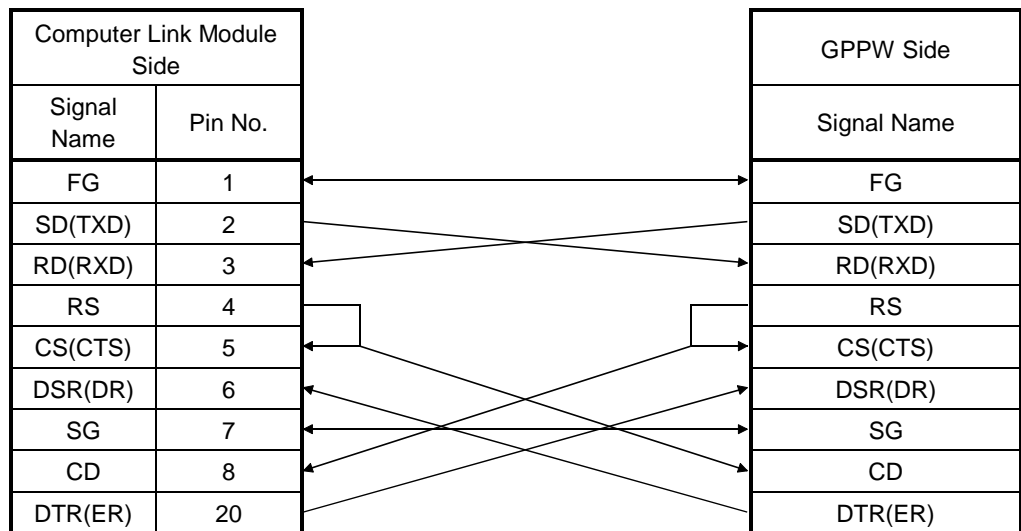 Computer Link Module
Side
GPPW Side
Signal
Name
Pin No.
Signal Name
FG 1 FG
SD(TXD) 2 SD(TXD)
RD(RXD) 3 RD(RXD)
RS 4 RS
CS(CTS) 5 CS(CTS)
DSR(DR) 6 DSR(DR)
SG 7 SG
CD 8 CD
DTR(ER) 20 DTR(ER)